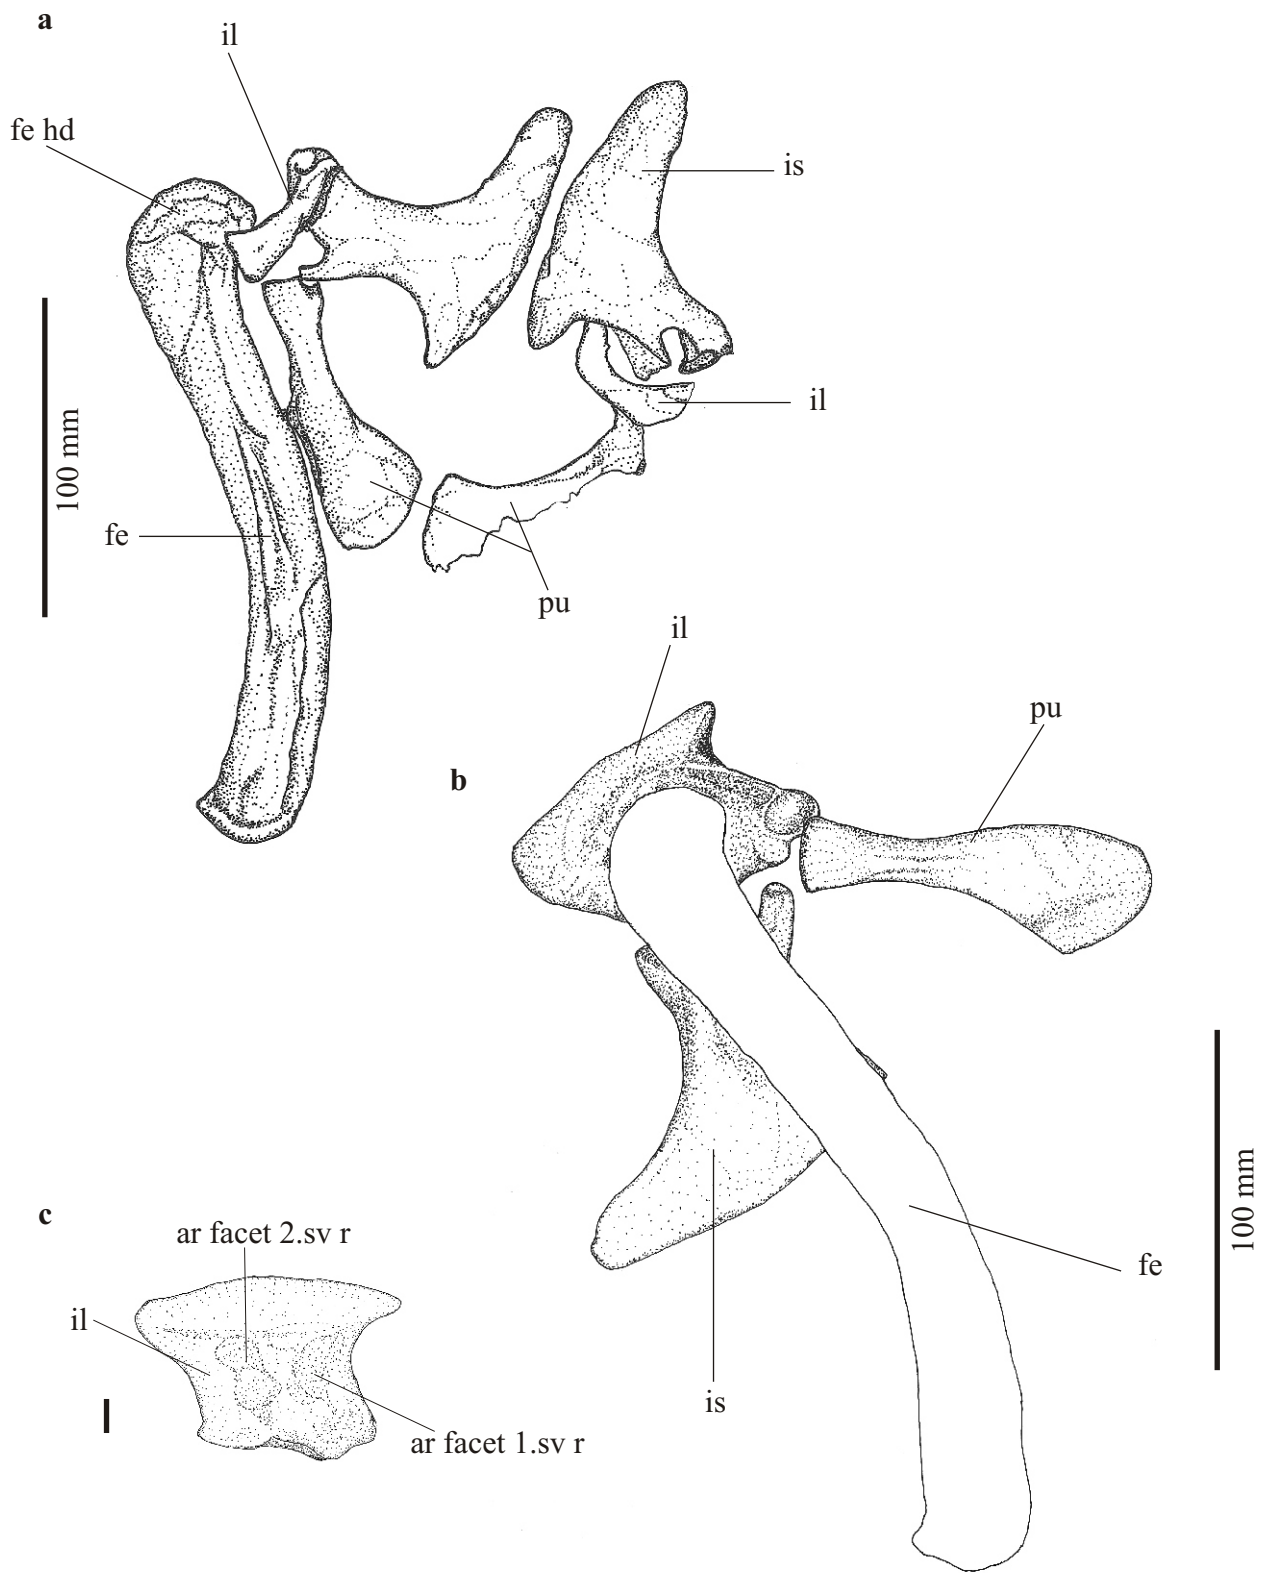 a
il
fe hd
is
il
100 mm
fe
pu
il
pu
b
100 mm
c
ar facet 2.sv r
fe
il
is
ar facet 1.sv r